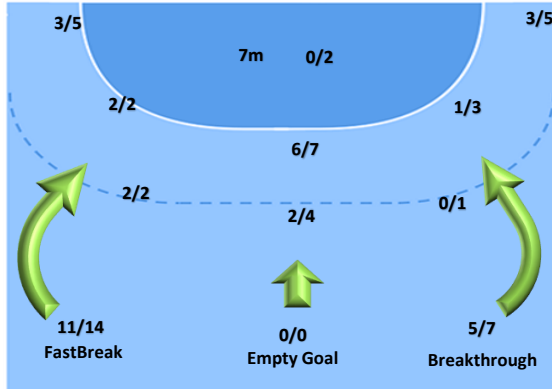 3/5
3/5
7m 0/2
2/2
1/3
6/7
2/2
0/1
2/4
11/14
0/0
5/7
FastBreak
Empty Goal
Breakthrough